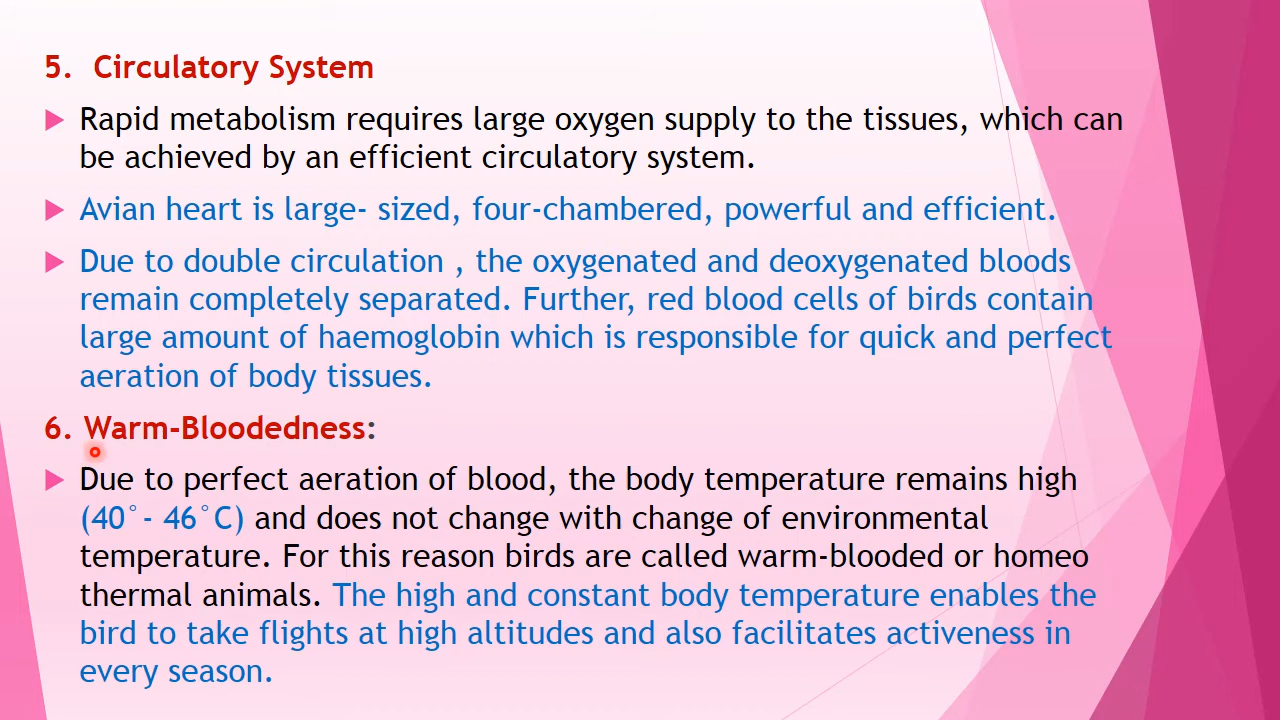 5. Circulatory System
Rapid metabolism requires large oxygen supply to the tissues, which can
be achieved by an efficient circulatory system.
Avian heart is large- sized, four-chambered, powerful and efficient.
Due to double circulation , the oxygenated and deoxygenated bloods
remain completely separated. Further, red blood cells of birds contain
large amount of haemoglobin which is responsible for quick and perfect
aeration of body tissues.
6. Warm-Bloodedness:
Due to perfect aeration of blood, the body temperature remains high
(40°- 46°C) and does not change with change of environmental
temperature. For this reason birds are called warm-blooded or homeo
thermal animals. The high and constant body temperature enables the
bird to take flights at high altitudes and also facilitates activeness in
every season.